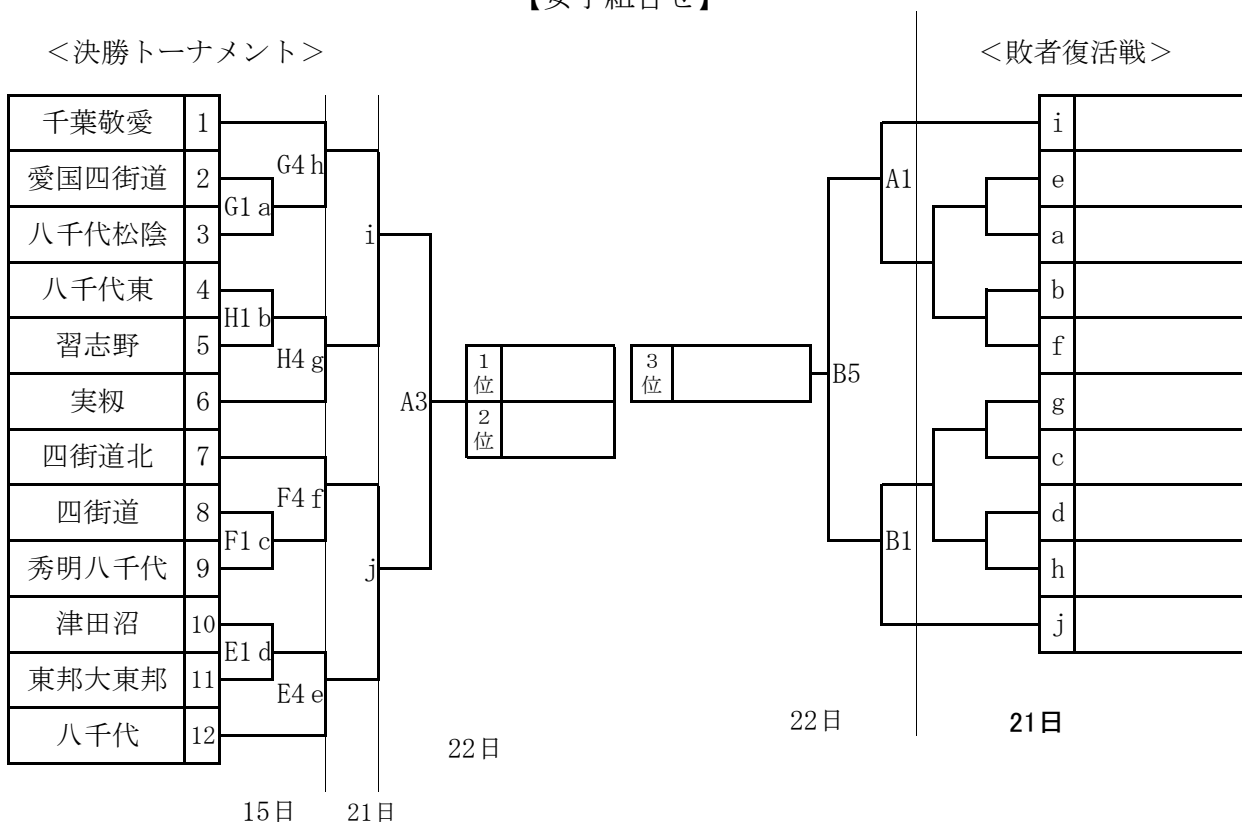 【女子組合せ】
＜決勝トーナメント＞
＜敗者復活戦＞
千葉敬愛 1
愛国四街道 2
八千代松陰 3
八千代東 4
習志野 5
実籾 6
四街道北 7
四街道 8
秀明八千代 9
津田沼 10
東邦大東邦 11
八千代 12
G4 h
G1 a
H1 b
H4 g
F4 f
F1 c
E1 d
E4 e
i
j
A3
1位
2位
3位
B5
A1
B1
i
e
a
b
f
g
c
d
h
j
22日
22日
21日
15日
21日